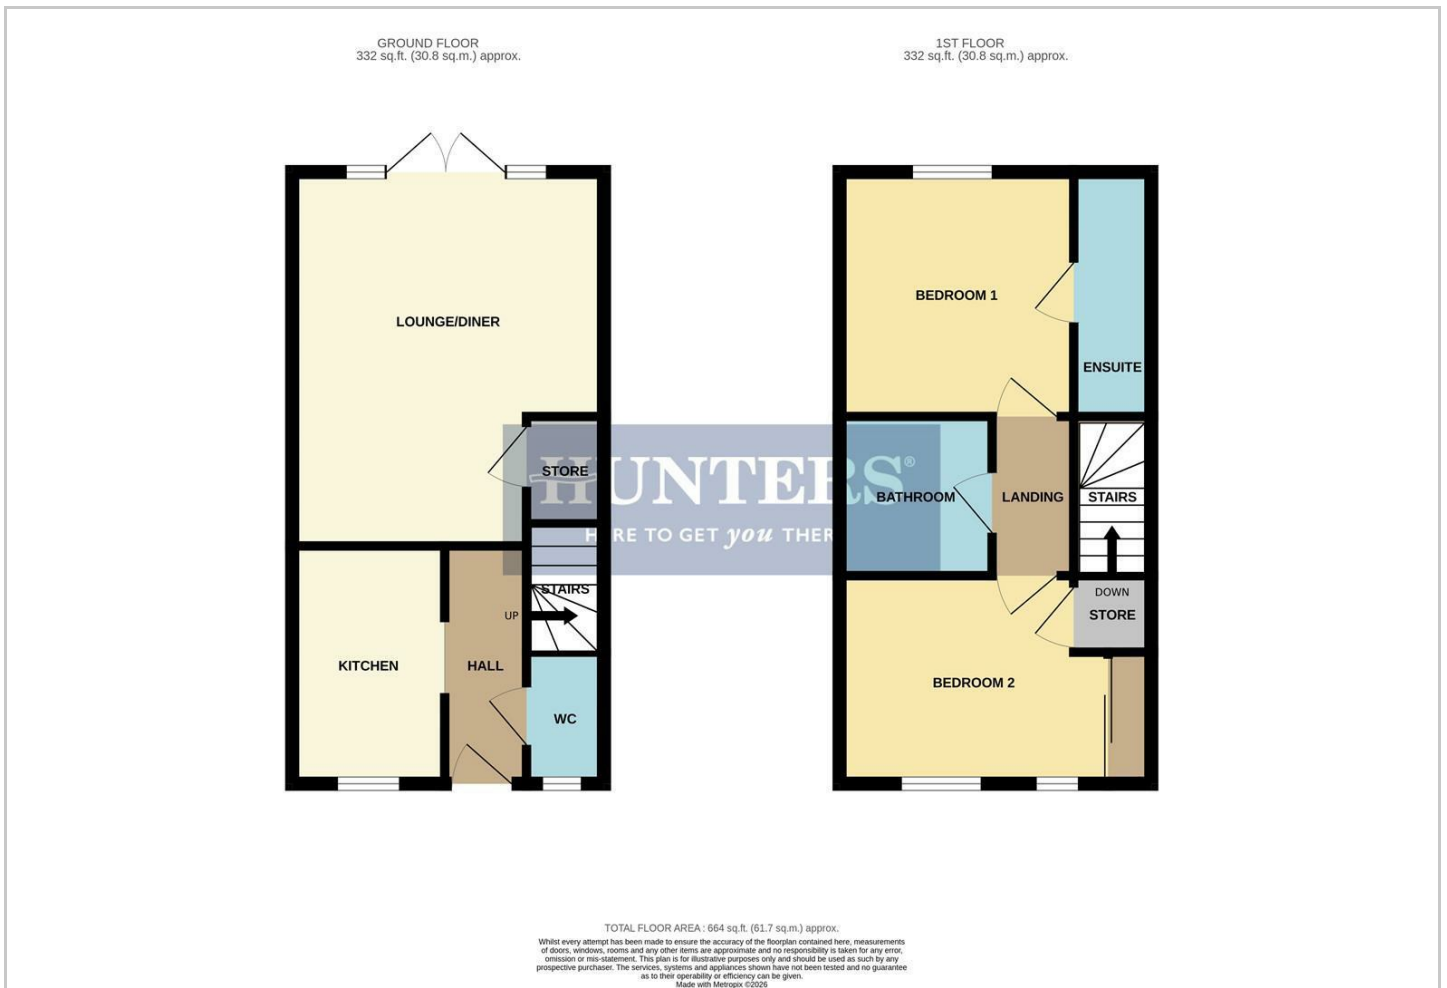 GROUND FLOOR
332 sq.ft. (30.8 sq.m.) approx.
1ST FLOOR
332 sq.ft. (30.8 sq.m.) approx.
LOUNGE/DINER
STORE
STAIRS
UP
KITCHEN
HALL
WC
BEDROOM 1
ENSUITE
BATHROOM
LANDING
STAIRS
DOWN
STORE
BEDROOM 2
HUNTERS®
HERE TO GET you THER
TOTAL FLOOR AREA : 664 sq.ft. (61.7 sq.m.) approx.
Whilst every attempt has been made to ensure the accuracy of the floorplan contained here, measurements
of doors, windows, rooms and any other items are approximate and no responsibility is taken for any error,
omission or mis-statement. This plan is for illustrative purposes only and should be used as such by any
prospective purchaser. The services, systems and appliances shown have not been tested and no guarantee
as to their operability or efficiency can be given.
Made with Metropix ©2026